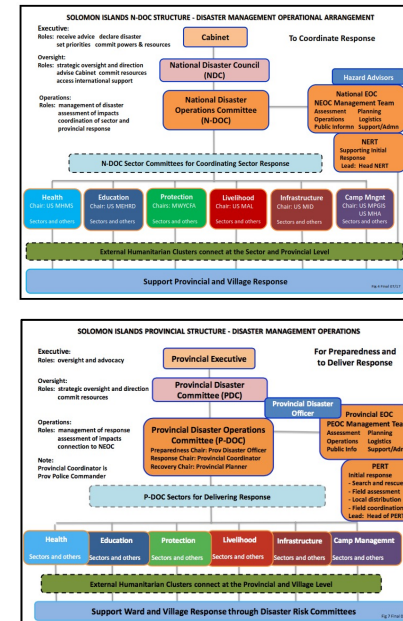 SOLOMON ISLANDS N-DOC STRUCTURE - DISASTER MANAGEMENT OPERATIONAL ARRANGEMENT
Executive:
Roles: receive advice declare disaster
set priorities commit powers & resources
Cabinet
To Coordinate Response
Oversight:
Roles: strategic oversight and direction
advise Cabinet commit resources
access international support
National Disaster Council
(NDC)
Hazard Advisors
Operations:
Roles: management of disaster
assessment of impacts
coordination of sector and
provincial response
National Disaster
Operations Committee
(N-DOC)
National EOC
NEOC Management Team
Assessment Planning
Operations Logistics
Public Informn Support/Admn
NERT
Supporting Initial
Response
Lead: Head NERT
N-DOC Sector Committees for Coordinating Sector Response
Health
Chair: US MHMS
Sectors and others
Education
Chair: US MEHRD
Sectors and others
Protection
Chair: MWYCFA
Sectors and others
Livelihood
Chair: US MAL
Sectors and others
Infrastructure
Chair: US MID
Sectors and others
Camp Mngnt
Chair: US MPGIS
US MHA
Sectors and others
External Humanitarian Clusters connect at the Sector and Provincial Level
Support Provincial and Village Response
SOLOMON ISLANDS PROVINCIAL STRUCTURE - DISASTER MANAGEMENT OPERATIONS
Executive:
Roles: oversight and advocacy
Provincial Executive
For Preparedness and
to Deliver Response
Oversight:
Roles: strategic oversight and direction
commit resources
Provincial Disaster
Committee (PDC)
Provincial Disaster
Officer
Operations:
Roles: management of response
assessment of impacts
connection to NEOC
Note:
Provincial Coordinator is
Prov Police Commander
Provincial Disaster Operations
Committee (P-DOC)
Preparedness Chair: Prov Disaster Officer
Response Chair: Provincial Coordinator
Recovery Chair: Provincial Planner
Provincial EOC
PEOC Management Tea
Assessment Planning
Operations Logistics
Public Info Support/Adm
PERT
Initial response
- Search and rescue
- Field assessment
- Local distribution
- Field coordination
Lead: Head of PERT
P-DOC Sectors for Delivering Response
Health
Sectors and others
Education
Sectors and others
Protection
Sectors and others
Livelihood
Sectors and others
Infrastructure
Sectors and others
Camp Managemnt
Sectors and others
External Humanitarian Clusters connect at the Provincial and Village Level
Support Ward and Village Response through Disaster Risk Committees